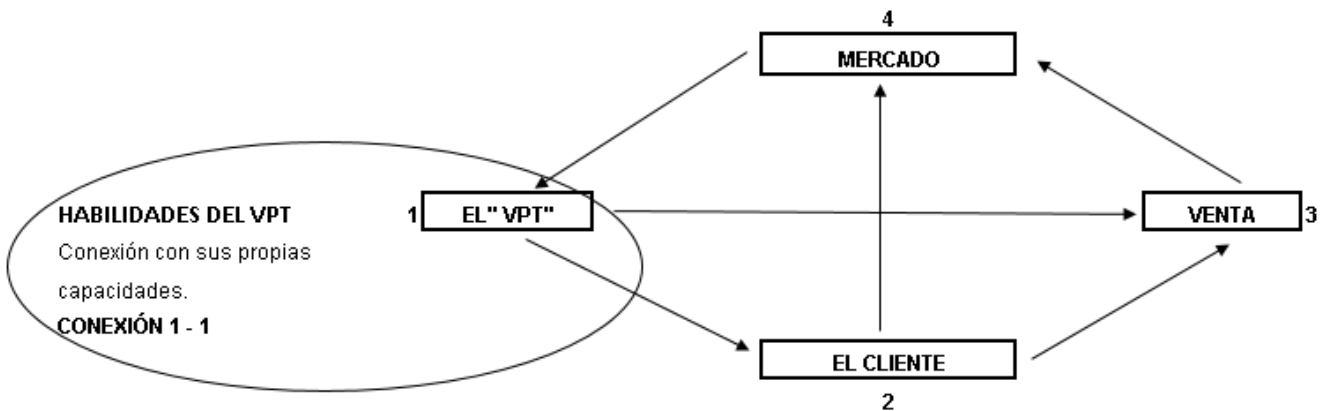 4
MERCADO
HABILIDADES DEL VPT
1 EL" VPT"
VENTA 3
Conexión con sus propias
capacidades.
CONEXIÓN 1 - 1
EL CLIENTE
2